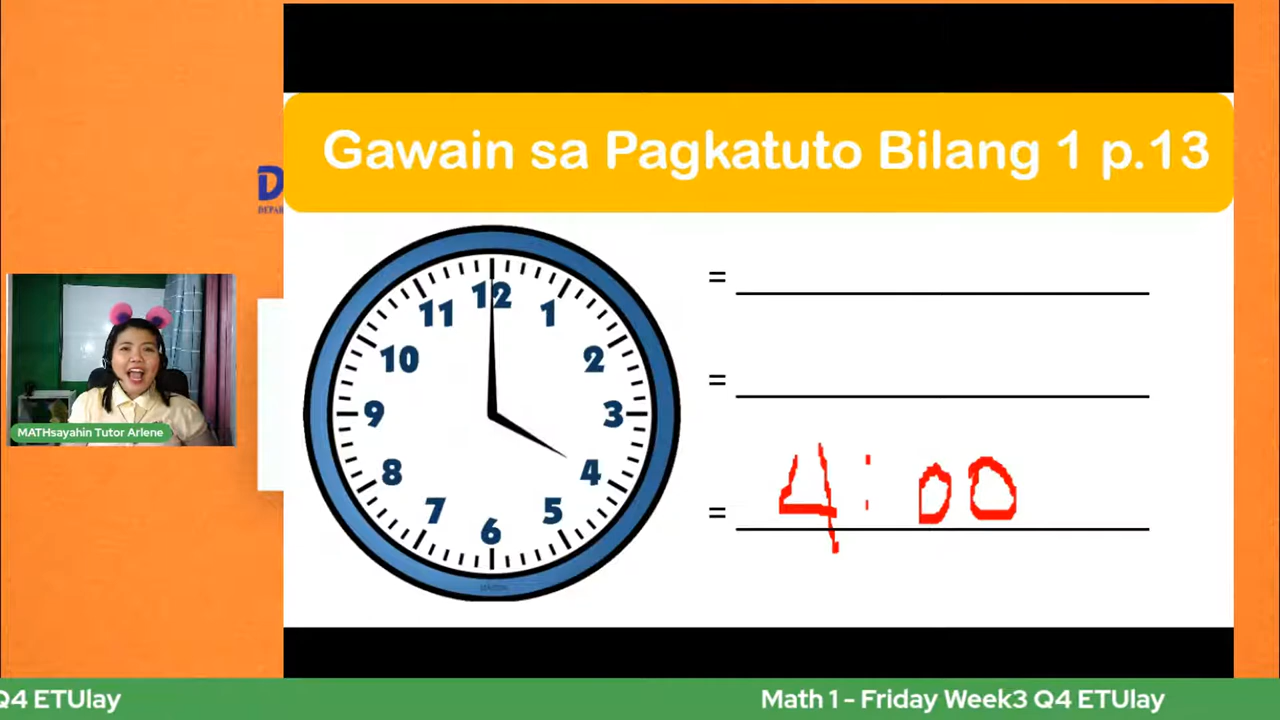 Gawain sa Pagkatuto Bilang 1 p.13
D
DEPAR
12
1
2
3
4
5
6
7
8
9
10
11
=
=
= 4:00
MATHsayahin Tutor Arlene
Q4 ETUlay
Math 1 - Friday Week3 Q4 ETUlay